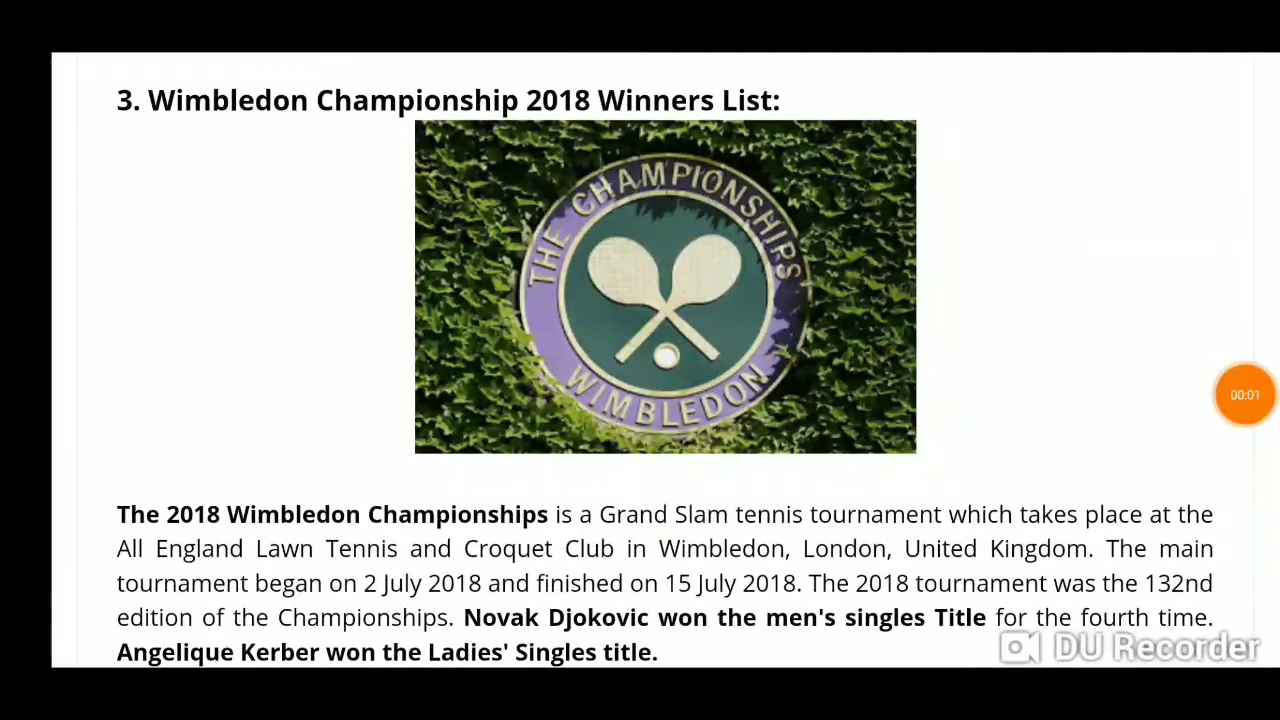 3. Wimbledon Championship 2018 Winners List:
THE CHAMPIONSHIPS
WIMBLEDON
00:01
The 2018 Wimbledon Championships is a Grand Slam tennis tournament which takes place at the
All England Lawn Tennis and Croquet Club in Wimbledon, London, United Kingdom. The main
tournament began on 2 July 2018 and finished on 15 July 2018. The 2018 tournament was the 132nd
edition of the Championships. Novak Djokovic won the men's singles Title for the fourth time.
Angelique Kerber won the Ladies' Singles title.
DU Recorder